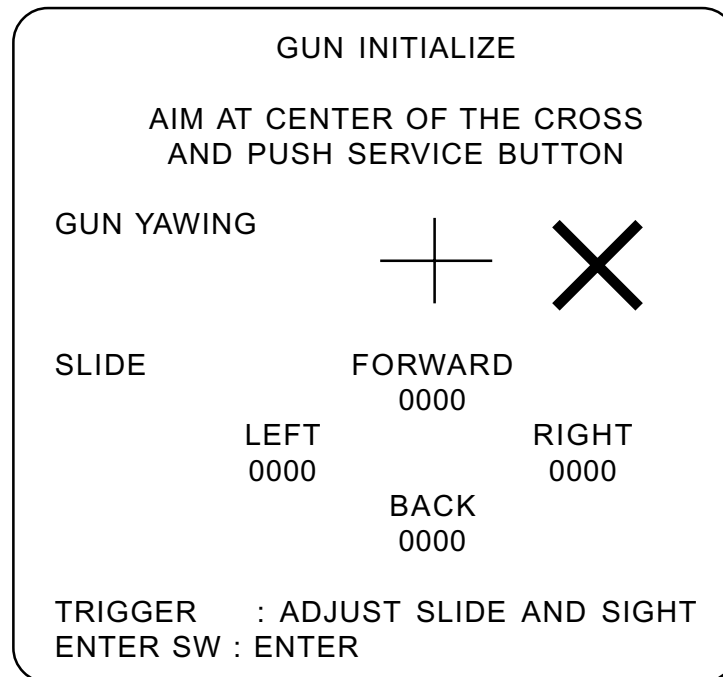 GUN INITIALIZE
AIM AT CENTER OF THE CROSS
AND PUSH SERVICE BUTTON
GUN YAWING
SLIDE FORWARD
0000
LEFT RIGHT
0000 0000
BACK
0000
TRIGGER : ADJUST SLIDE AND SIGHT
ENTER SW : ENTER